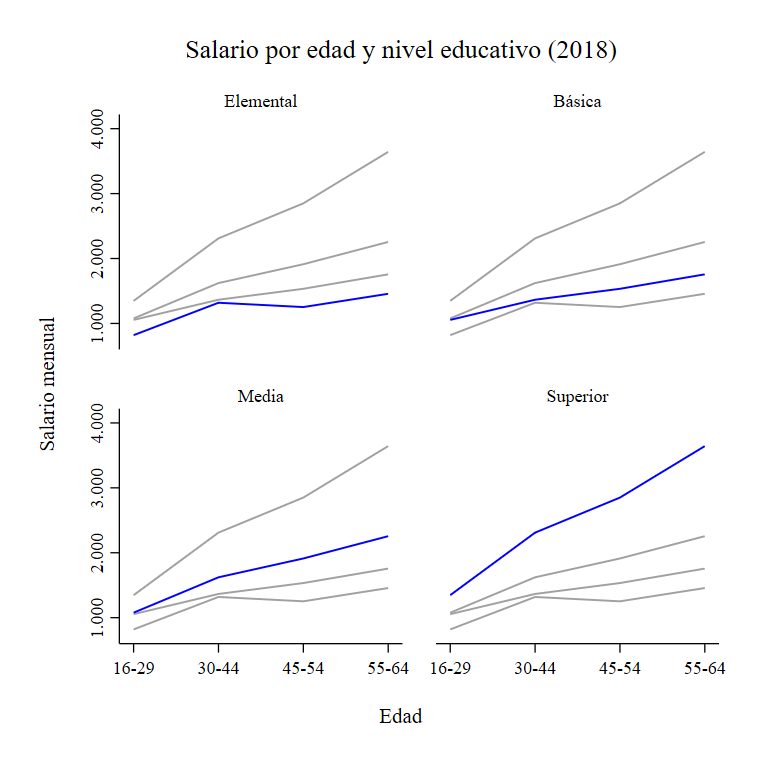 Salario por edad y nivel educativo (2018)
Elemental
Básica
4.000
3.000
2.000
1.000
Media
Superior
4.000
3.000
2.000
1.000
Salario mensual
16-29 30-44 45-54 55-64 16-29 30-44 45-54 55-64
Edad